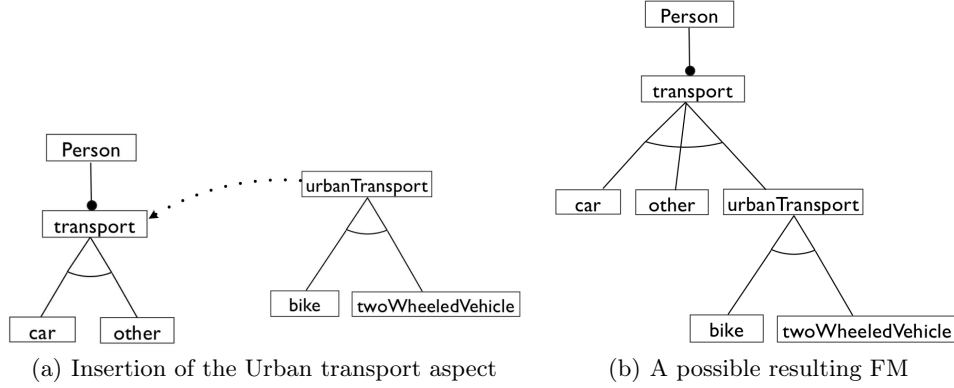 Person
transport
car
other
urbanTransport
bike
twoWheeledVehicle
(a) Insertion of the Urban transport aspect
Person
transport
car
other
urbanTransport
bike
twoWheeledVehicle
(b) A possible resulting FM